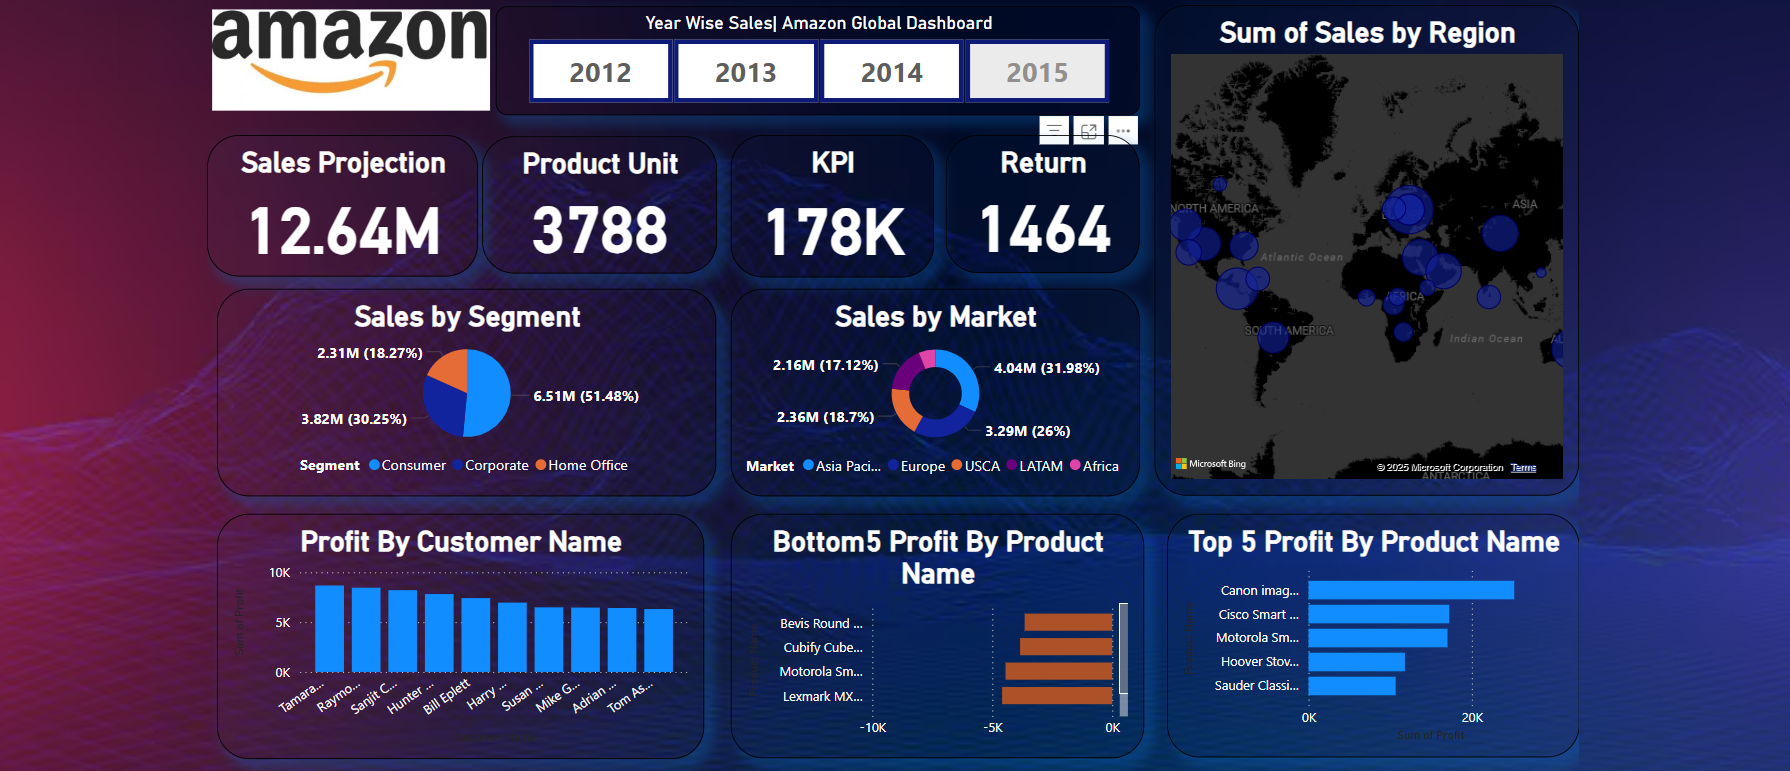 amazon
Year Wise Sales| Amazon Global Dashboard
2012
2013
2014
2015
Sales Projection
12.64M
Product Unit
3788
KPI
178K
Return
1464
Sales by Segment
2.31M (18.27%)
6.51M (51.48%)
3.82M (30.25%)
Segment
Consumer
Corporate
Home Office
Sales by Market
2.16M (17.12%)
4.04M (31.98%)
2.36M (18.7%)
3.29M (26%)
Market
Asia Paci...
Europe
USCA
LATAM
Africa
Sum of Sales by Region
NORTH AMERICA
ASIA
Atlantic Ocean
AFRICA
SOUTH AMERICA
Indian Ocean
AU
Microsoft Bing
© 2025 Microsoft Corporation Terms
ANTARCTICA
Profit By Customer Name
Sum of Profit
10K
5K
0K
Tamara...
Raymo...
Sanjit C...
Hunter ...
Bill Eplett
Harry ...
Susan ...
Mike G...
Adrian ...
Tom As...
Bottom5 Profit By Product
Name
Bevis Round ...
Cubify Cube...
Motorola Sm...
Lexmark MX...
-10K
-5K
0K
Top 5 Profit By Product Name
Canon imag...
Cisco Smart ...
Motorola Sm...
Hoover Stov...
Sauder Classi...
0K
20K
Sum of Profit